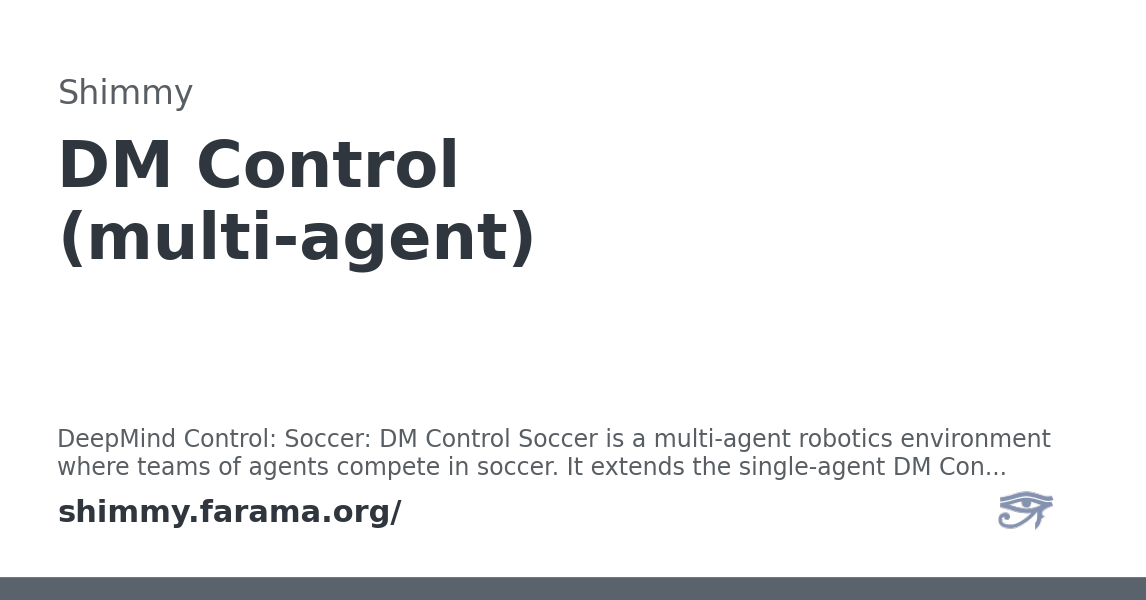 Shimmy
DM Control
(multi-agent)
DeepMind Control: Soccer: DM Control Soccer is a multi-agent robotics environment
where teams of agents compete in soccer. It extends the single-agent DM Con...
shimmy.farama.org/